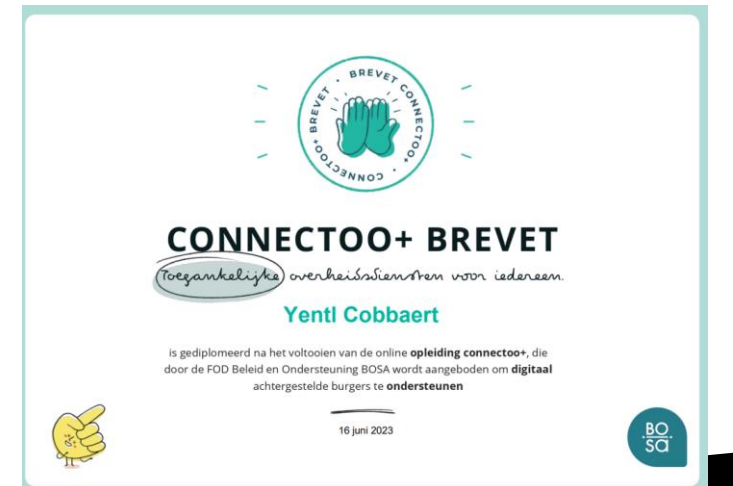 BREVET CONNECTOO+ · BREVET CONNECTOO+ ·
CONNECTOO+ BREVET
Toegankelijke overheidsdiensten voor iedereen.
Yentl Cobbaert
is gediplomeerd na het voltooien van de online opleiding connectoo+, die
door de FOD Beleid en Ondersteuning BOSA wordt aangeboden om digitaal
achtergestelde burgers te ondersteunen
16 juni 2023
BO
SA